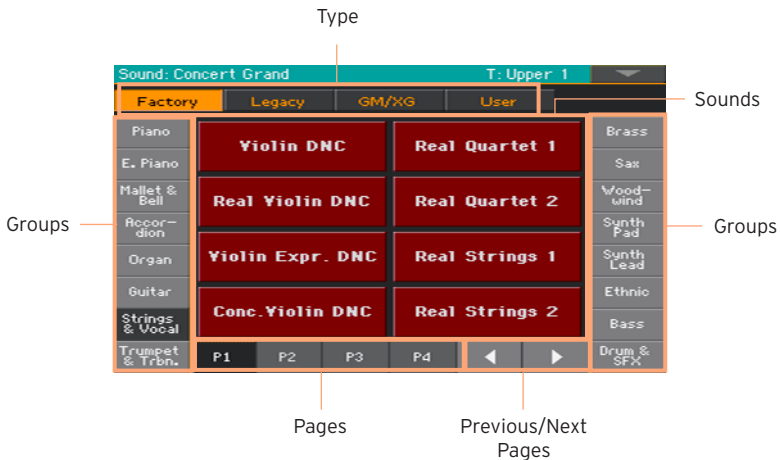 Type
Sound: Concert Grand T: Upper 1
Factory Legacy GM/XG User
Sounds
Groups
Piano
E. Piano
Mallet &
Bell
Accor-
dion
Organ
Guitar
Strings
& Vocal
Trumpet
& Trbn.
Violin DNC Real Quartet 1
Real Violin DNC Real Quartet 2
Violin Expr. DNC Real Strings 1
Conc.Violin DNC Real Strings 2
Brass
Sax
Wood-
wind
Synth
Pad
Synth
Lead
Ethnic
Bass
Drum &
SFX
Groups
P1 P2 P3 P4
Pages
Previous/Next
Pages